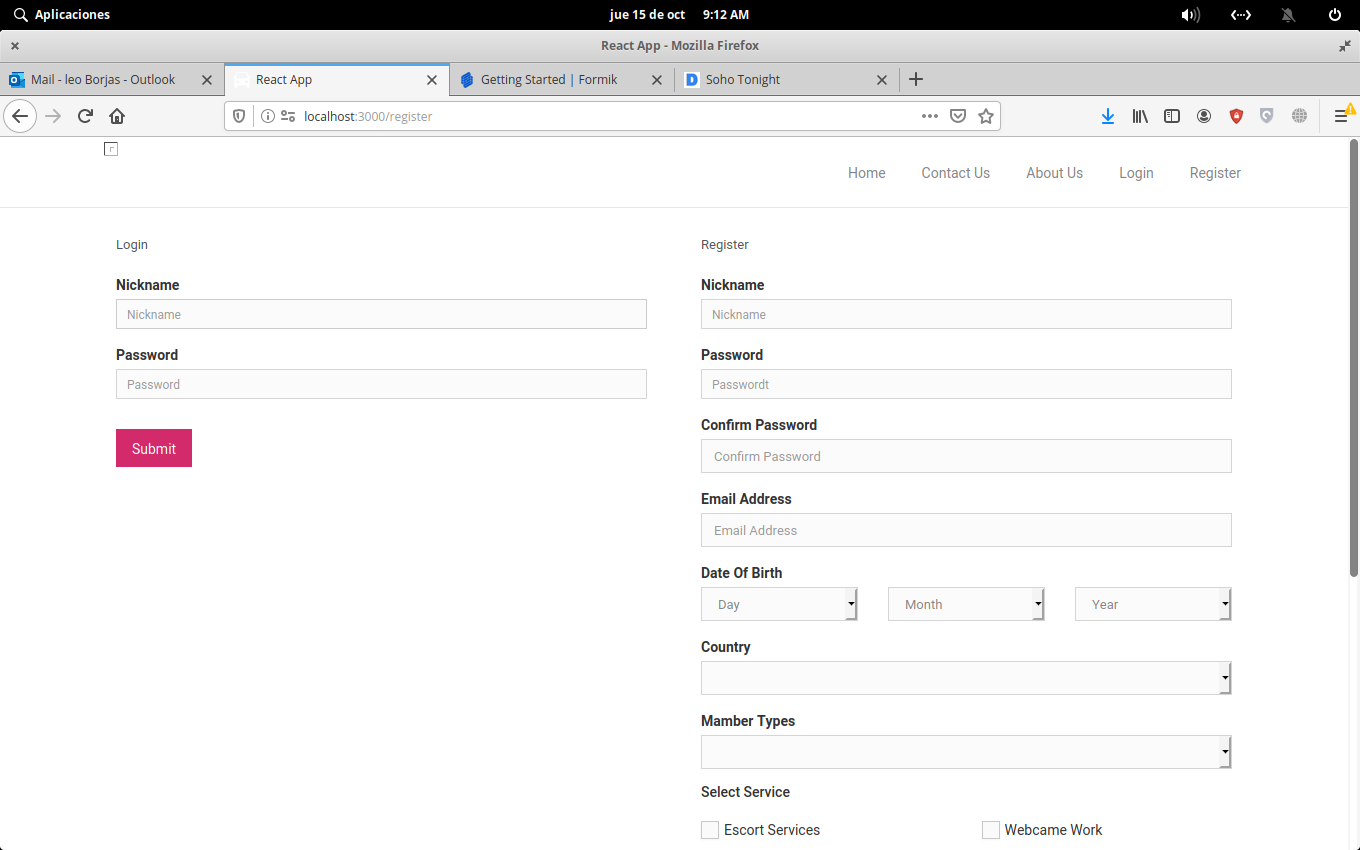 Aplicaciones jue 15 de oct 9:12 AM
React App - Mozilla Firefox
Mail - leo Borjas - Outlook React App Getting Started | Formik Soho Tonight
localhost:3000/register
Home Contact Us About Us Login Register
Login
Nickname
Nickname
Password
Password
Submit
Register
Nickname
Nickname
Password
Passwordt
Confirm Password
Confirm Password
Email Address
Email Address
Date Of Birth
Day Month Year
Country
Mamber Types
Select Service
Escort Services Webcame Work